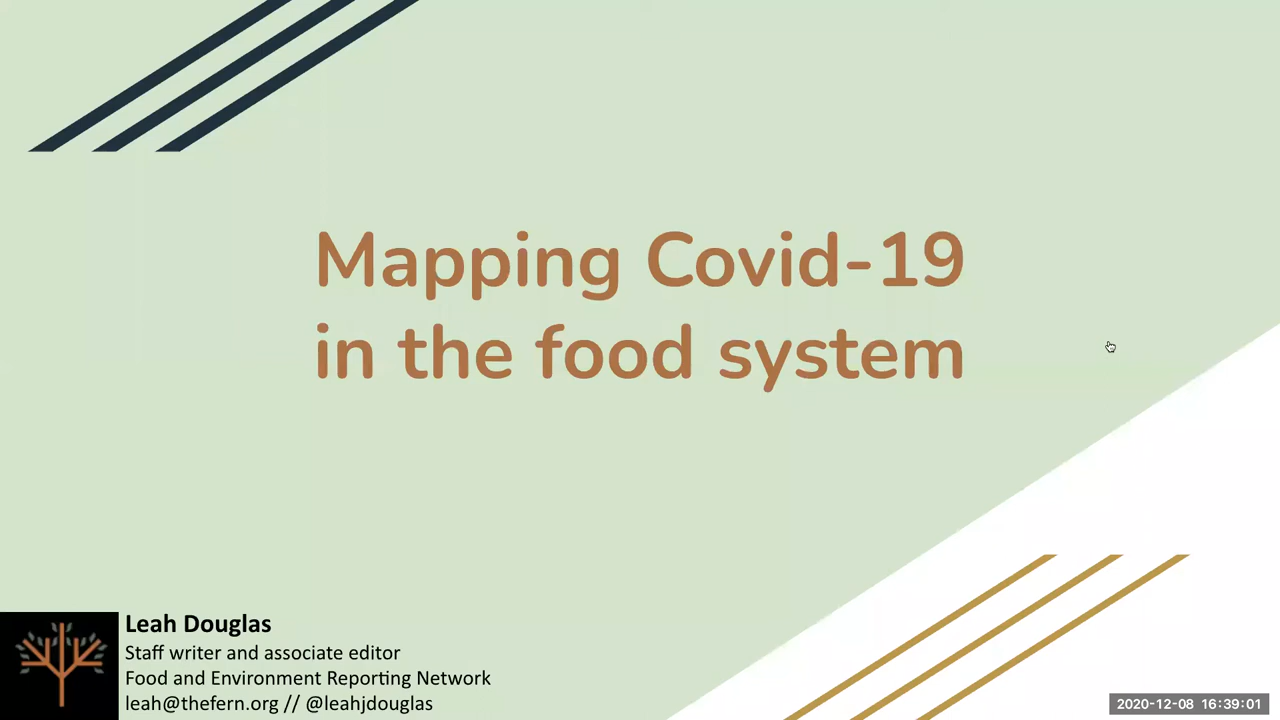 Mapping Covid-19
in the food system
Leah Douglas
Staff writer and associate editor
Food and Environment Reporting Network
leah@thefern.org // @leahjdouglas
2020-12-08 16:39:01